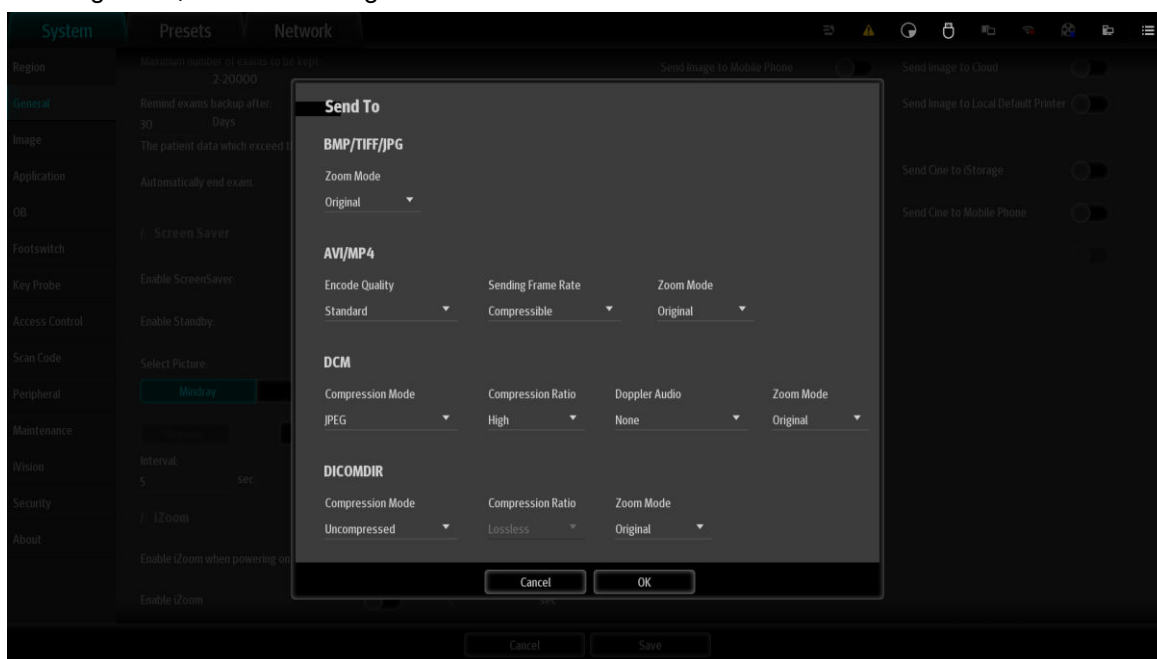 System Presets Network
Region
General
Image
Application
OB
Footswitch
Key Probe
Access Control
Scan Code
Peripheral
Maintenance
iVision
Security
About
Maximum number of exams to be kept:
2-20000
Remind exams backup after:
30 Days
The patient data which exceed
Automatically end exam.
Screen Saver
Enable ScreenSaver
Enable Standby:
Select Picture:
Mindray
Interval:
5 sec
iZoom
Enable iZoom when powering on
Enable iZoom
sec
Send Image to Mobile Phone
Send Image to Cloud
Send Image to Local Default Printer
Send Cine to iStorage
Send Cine to Mobile Phone
Send To
BMP/TIFF/JPG
Zoom Mode
Original
AVI/MP4
Encode Quality Sending Frame Rate Zoom Mode
Standard Compressible Original
DCM
Compression Mode Compression Ratio Doppler Audio Zoom Mode
JPEG High None Original
DICOMDIR
Compression Mode Compression Ratio Zoom Mode
Uncompressed Lossless Original
Cancel OK
Cancel Save